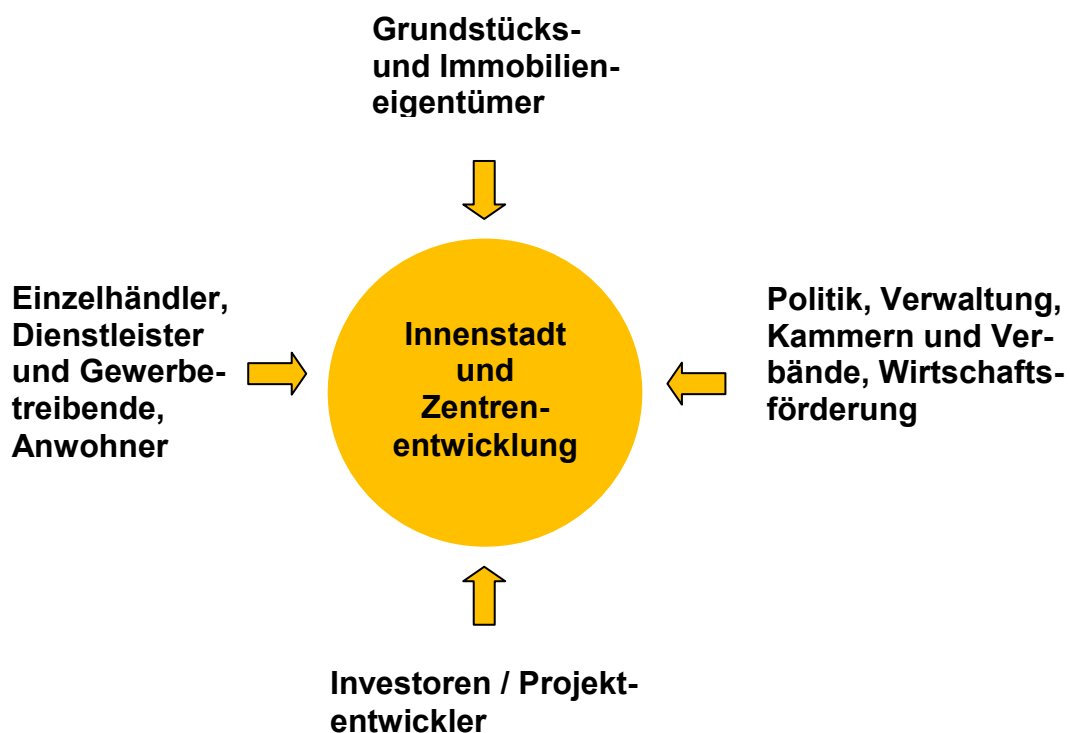 Grundstücks-
und Immobilien-
eigentümer
Einzelhändler,
Dienstleister
und Gewerbe-
treibende,
Anwohner
Innenstadt
und
Zentren-
entwicklung
Politik, Verwaltung,
Kammern und Ver-
bände, Wirtschafts-
förderung
Investoren / Projekt-
entwickler